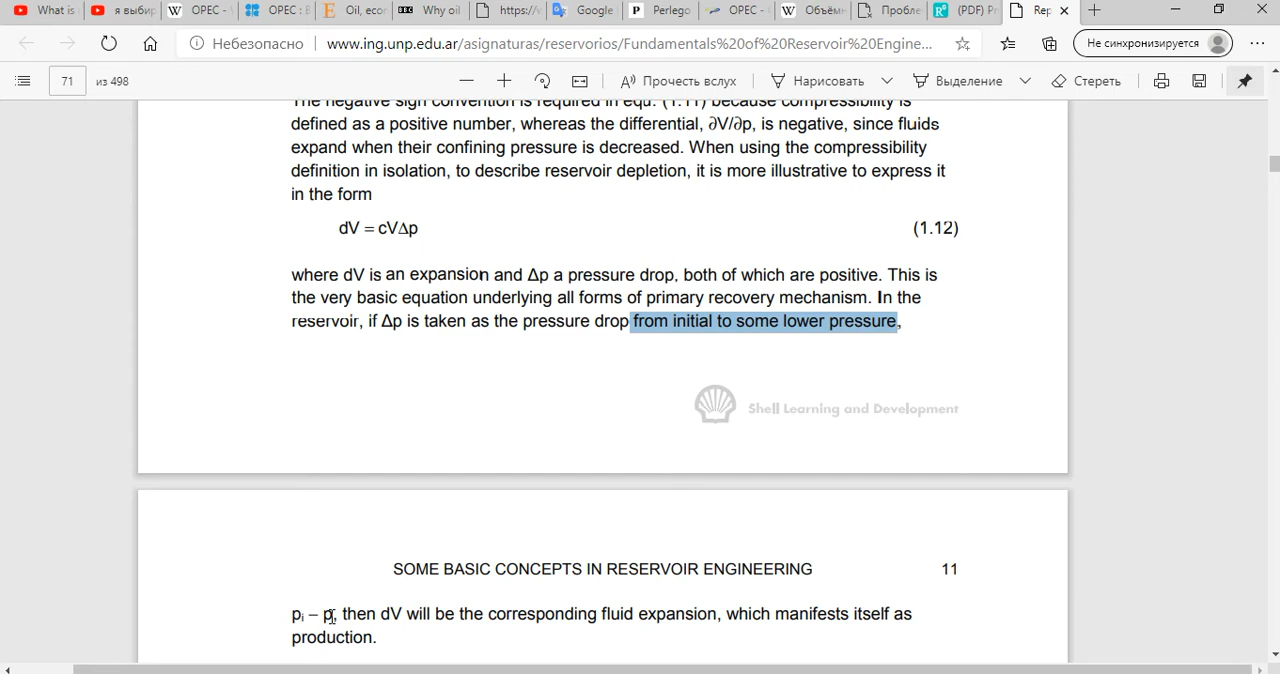 What is
я выбир
OPEC - 
OPEC : E
Oil, ecor
Why oil
https://
Google
Perlego
OPEC - 
Объём
Пробле
(PDF) Pr
Rep
Небезопасно
www.ing.unp.edu.ar/asignaturas/reservorios/Fundamentals%20of%20Reservoir%20Engine...
Не синхронизируется
71 из 498
Прочесть вслух
Нарисовать
Выделение
Стереть
The negative sign convention is required in equ. (1.11) because compressibility is
defined as a positive number, whereas the differential, ∂V/∂p, is negative, since fluids
expand when their confining pressure is decreased. When using the compressibility
definition in isolation, to describe reservoir depletion, it is more illustrative to express it
in the form
dV = cVΔp (1.12)
where dV is an expansion and Δp a pressure drop, both of which are positive. This is
the very basic equation underlying all forms of primary recovery mechanism. In the
reservoir, if Δp is taken as the pressure drop from initial to some lower pressure,
Shell Learning and Development
SOME BASIC CONCEPTS IN RESERVOIR ENGINEERING 11
pᵢ – p, then dV will be the corresponding fluid expansion, which manifests itself as
production.